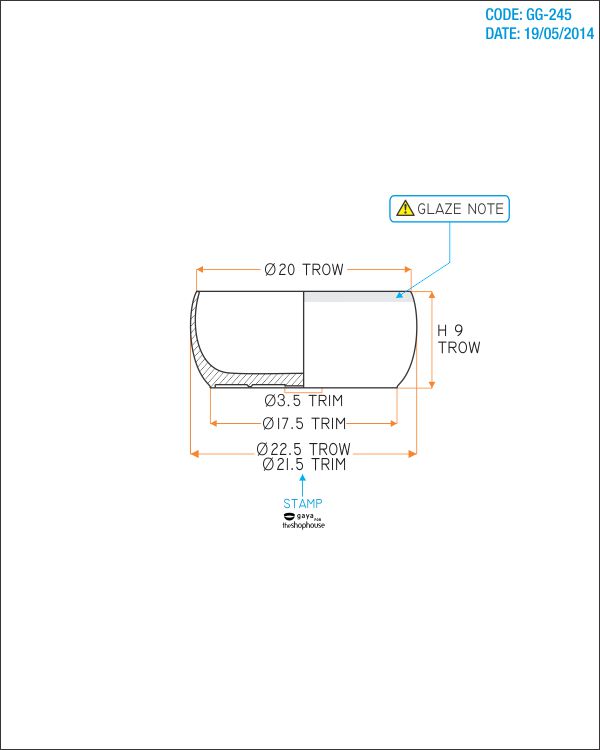 CODE: GG-245
DATE: 19/05/2014
GLAZE NOTE
Ø20 TROW
H 9
TROW
Ø3.5 TRIM
Ø17.5 TRIM
Ø22.5 TROW
Ø21.5 TRIM
STAMP
gaya FOR
theshophouse